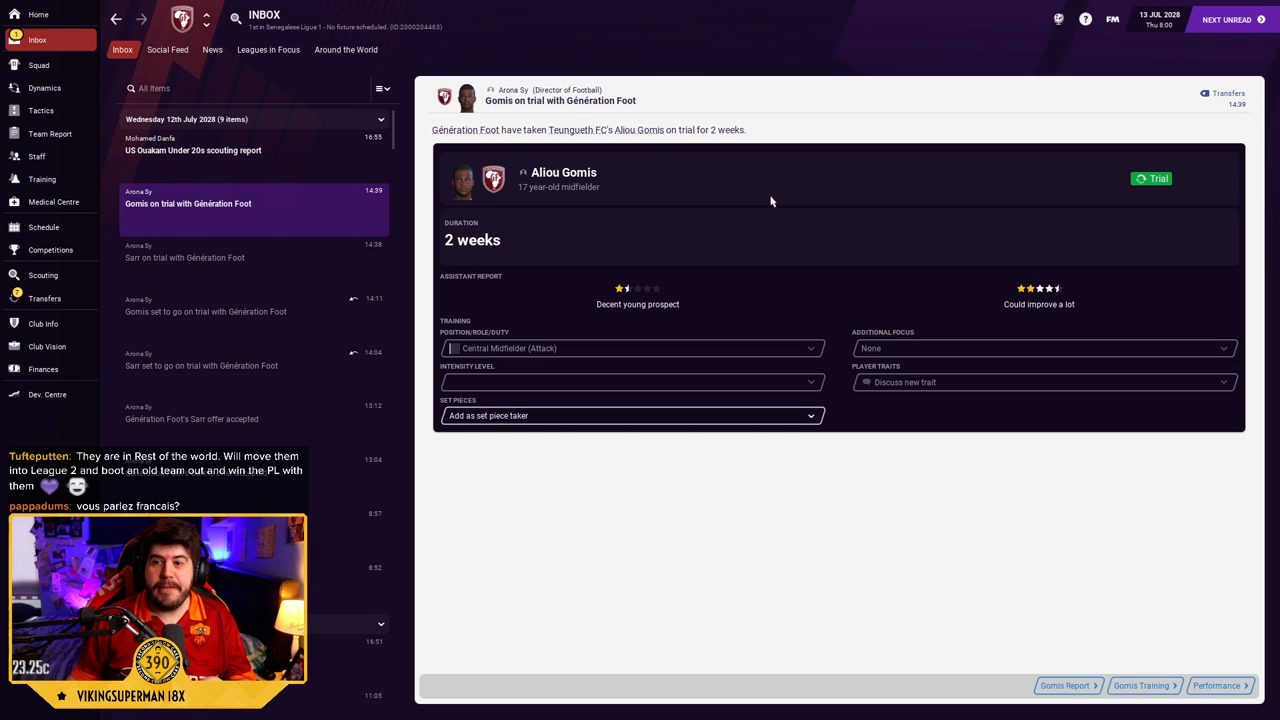 Home
INBOX
1st in Senegalese Ligue 1 - No fixture scheduled. (ID:2000204463)
FM
13 JUL 2028
Thu 8:00
NEXT UNREAD
1
Inbox
Inbox
Social Feed
News
Leagues in Focus
Around the World
Squad
Dynamics
Tactics
Team Report
Staff
Training
Medical Centre
Schedule
Competitions
Scouting
7
Transfers
Club Info
Club Vision
Finances
Dev. Centre
All Items
Wednesday 12th July 2028 (9 items)
Mohamed Danfa
16:55
US Ouakam Under 20s scouting report
Arona Sy
14:39
Gomis on trial with Génération Foot
Arona Sy
14:38
Sarr on trial with Génération Foot
Arona Sy
14:11
Gomis set to go on trial with Génération Foot
Arona Sy
14:04
Sarr set to go on trial with Génération Foot
Arona Sy
13:12
Génération Foot's Sarr offer accepted
13:04
8:57
8:52
16:51
11:05
Arona Sy (Director of Football)
Gomis on trial with Génération Foot
Transfers
14:39
Génération Foot have taken Teungueth FC's Aliou Gomis on trial for 2 weeks.
Aliou Gomis
17 year-old midfielder
Trial
DURATION
2 weeks
ASSISTANT REPORT
Decent young prospect
Could improve a lot
TRAINING
POSITION/ROLE/DUTY
Central Midfielder (Attack)
ADDITIONAL FOCUS
None
INTENSITY LEVEL
PLAYER TRAITS
Discuss new trait
SET PIECES
Add as set piece taker
Gomis Report
Gomis Training
Performance
Tufteputten: They are in Rest of the world. Will move them
into League 2 and boot an old team out and win the PL with
them
pappadums: vous parlez francais?
23.25c
390
VIKINGSUPERMAN 18X